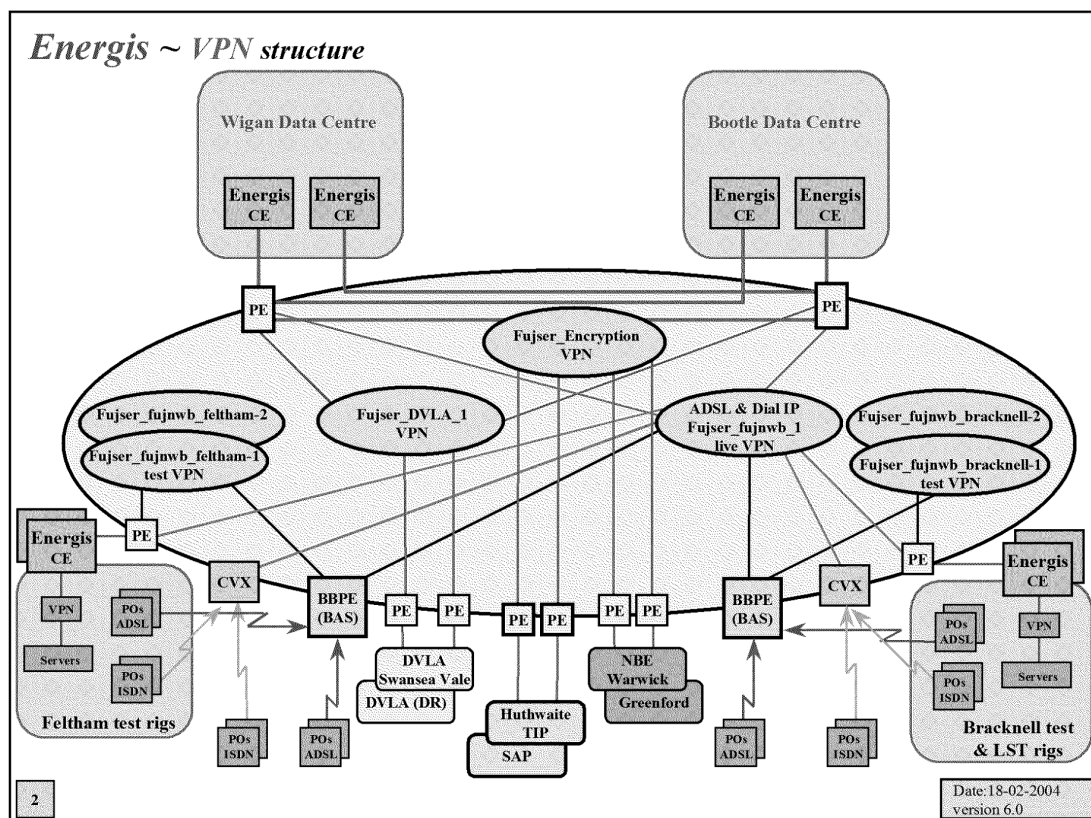 Energis ~ VPN structure
Wigan Data Centre
Bootle Data Centre
Energis
CE
Energis
CE
Energis
CE
Energis
CE
PE
PE
Fujser_Encryption
VPN
Fujser_fujnwb_feltham-2
Fujser_fujnwb_feltham-1
test VPN
Fujser_DVLA_1
VPN
ADSL & Dial IP
Fujser_fujnwb_1
live VPN
Fujser_fujnwb_bracknell-2
Fujser_fujnwb_bracknell-1
test VPN
Energis
CE
PE
CVX
BBPE
(BAS)
PE
PE
PE
PE
PE
PE
BBPE
(BAS)
CVX
PE
Energis
CE
VPN
Servers
POs
ADSL
POs
ISDN
Feltham test rigs
POs
ISDN
POs
ADSL
DVLA
Swansea Vale
DVLA (DR)
Huthwaite
TIP
SAP
NBE
Warwick
Greenford
POs
ADSL
POs
ISDN
POs
ADSL
POs
ISDN
VPN
Servers
Bracknell test
& LST rigs
2
Date:18-02-2004
version 6.0